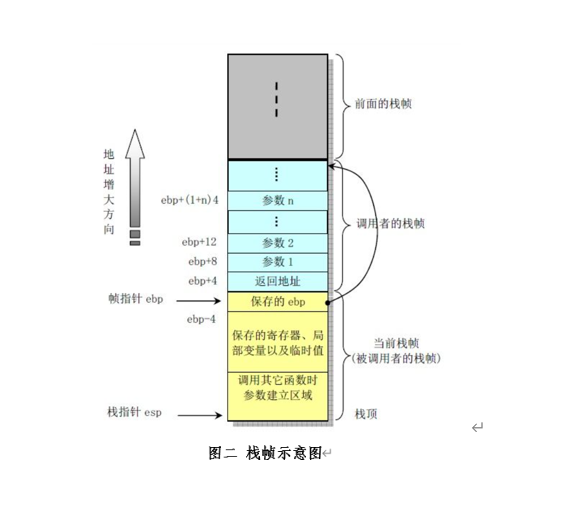 前面的栈帧
地址增大方向
ebp+(1+n)4
参数 n
调用者的栈帧
ebp+12
参数 2
ebp+8
参数 1
ebp+4
返回地址
帧指针 ebp
保存的 ebp
ebp-4
保存的寄存器、局
部变量以及临时值
当前栈帧
(被调用者的栈帧)
调用其它函数时
参数建立区域
栈指针 esp
栈顶
图二 栈帧示意图